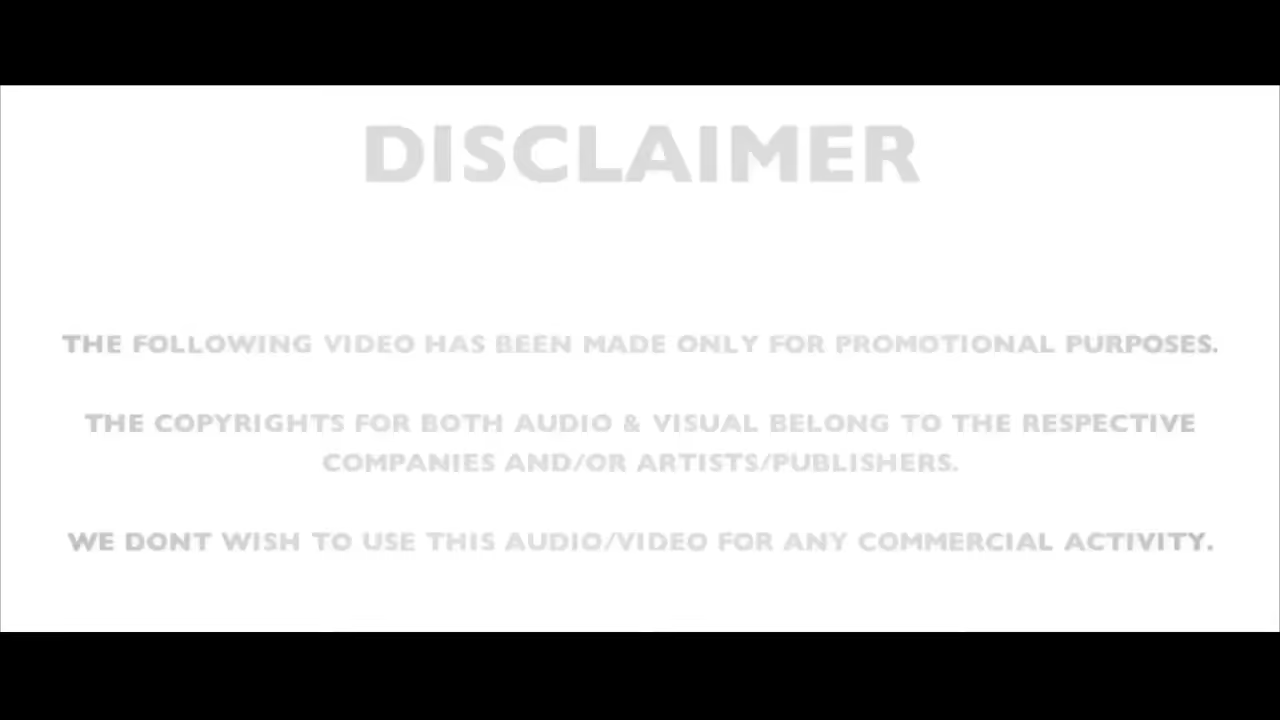 DISCLAIMER
THE FOLLOWING VIDEO HAS BEEN MADE ONLY FOR PROMOTIONAL PURPOSES.
THE COPYRIGHTS FOR BOTH AUDIO & VISUAL BELONG TO THE RESPECTIVE
COMPANIES AND/OR ARTISTS/PUBLISHERS.
WE DONT WISH TO USE THIS AUDIO/VIDEO FOR ANY COMMERCIAL ACTIVITY.